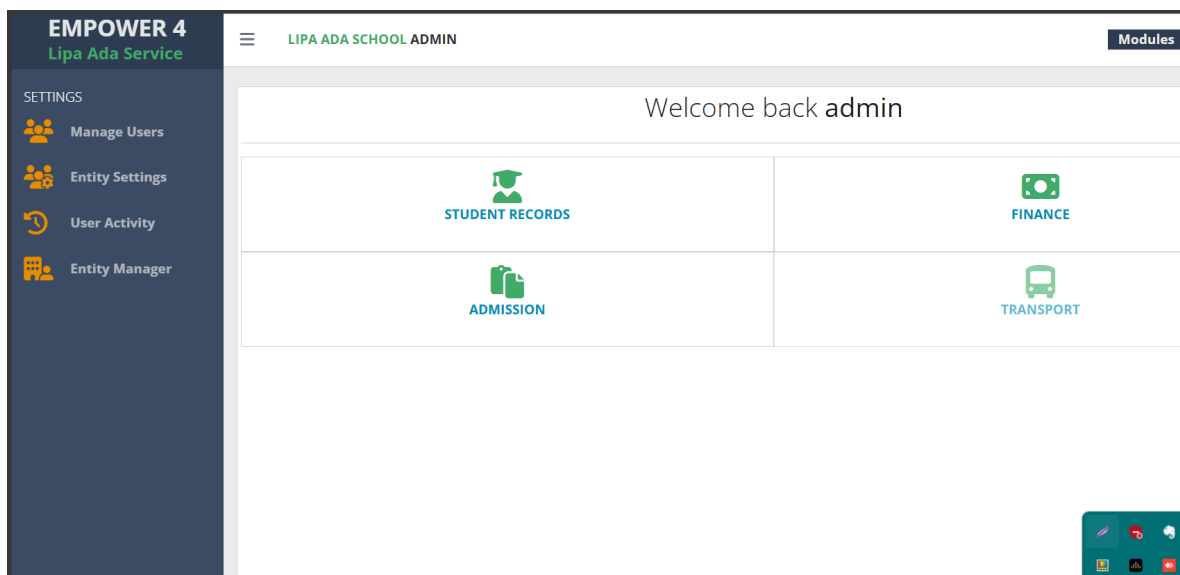 EMPOWER 4
Lipa Ada Service
LIPA ADA SCHOOL ADMIN
Modules
SETTINGS
Manage Users
Entity Settings
User Activity
Entity Manager
Welcome back admin
STUDENT RECORDS
FINANCE
ADMISSION
TRANSPORT